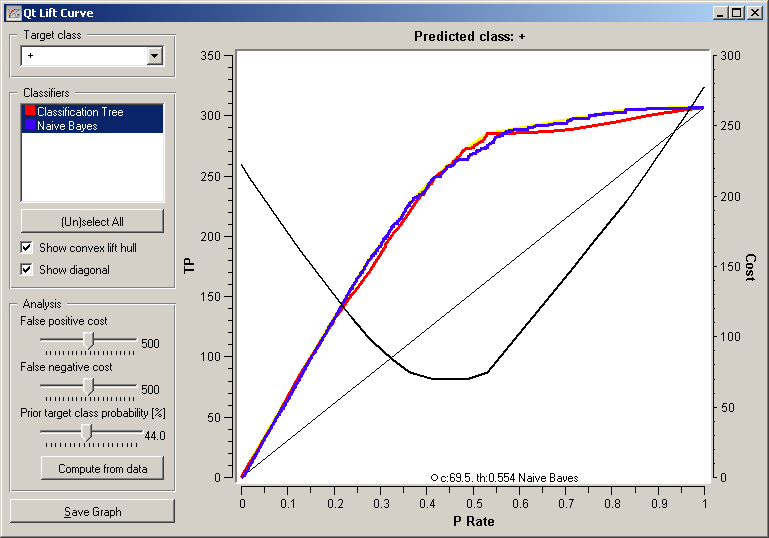 Qt Lift Curve
Target class
+
Classifiers
Classification Tree
Naive Bayes
(Un)select All
Show convex lift hull
Show diagonal
Analysis
False positive cost
500
False negative cost
500
Prior target class probability [%]
44.0
Compute from data
Save Graph
Predicted class: +
TP
350
300
250
200
150
100
50
0
0 0.1 0.2 0.3 0.4 0.5 0.6 0.7 0.8 0.9 1
P Rate
300
250
200
150
100
50
0
Cost
c:69.5, th:0.554 Naive Bayes